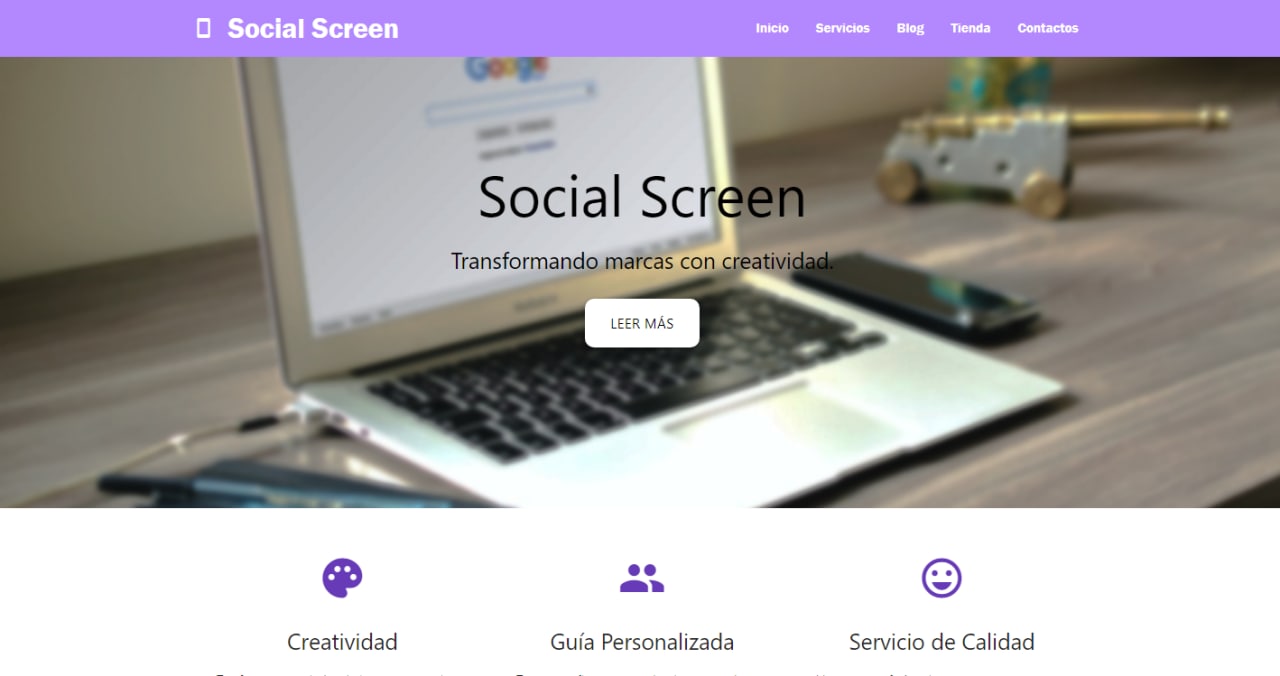 Social Screen
Inicio Servicios Blog Tienda Contactos
Google
Social Screen
Transformando marcas con creatividad.
LEER MÁS
Creatividad Guía Personalizada Servicio de Calidad